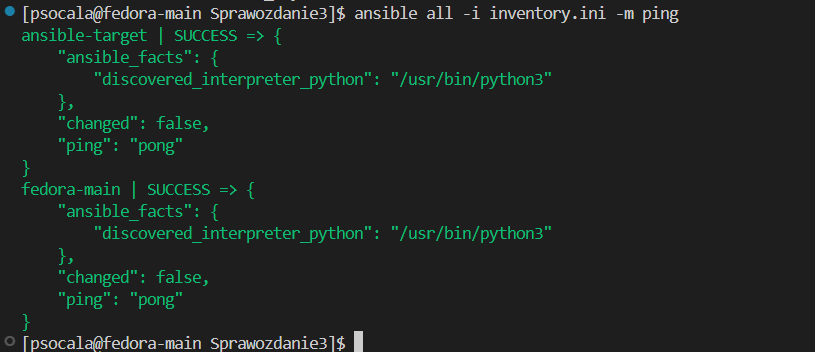 [psocala@fedora-main Sprawozdanie3]$ ansible all -i inventory.ini -m ping
ansible-target | SUCCESS => {
    "ansible_facts": {
        "discovered_interpreter_python": "/usr/bin/python3"
    },
    "changed": false,
    "ping": "pong"
}
fedora-main | SUCCESS => {
    "ansible_facts": {
        "discovered_interpreter_python": "/usr/bin/python3"
    },
    "changed": false,
    "ping": "pong"
}
[psocala@fedora-main Sprawozdanie3]$